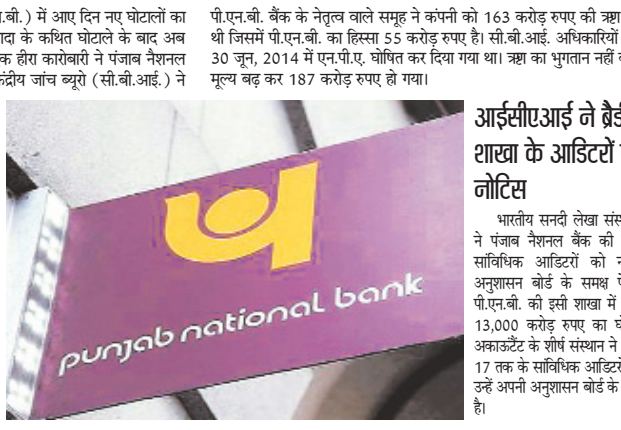 .बी.) में आए दिन नए घोटालों का
दा के कथित घोटाले के बाद अब
क हीरा कारोबारी ने पंजाब नैशनल
द्रीय जांच ब्यूरो (सी.बी.आई.) ने
पी.एन.बी. बैंक के नेतृत्व वाले समूह ने कंपनी को 163 करोड़ रुपए की ऋण
थी जिसमें पी.एन.बी. का हिस्सा 55 करोड़ रुपए है। सी.बी.आई. अधिकारियों
30 जून, 2014 में एन.पी.ए. घोषित कर दिया गया था। ऋण का भुगतान नहीं
मूल्य बढ़ कर 187 करोड़ रुपए हो गया।
punjab national bank
आईसीएआई ने ब्रैडी
शाखा के आडिटरों
नोटिस
भारतीय सनदी लेखा संस
ने पंजाब नैशनल बैंक की
सांविधिक आडिटरों को
अनुशासन बोर्ड के समक्ष
पी.एन.बी. की इसी शाखा में
13,000 करोड़ रुपए का
अकाऊटैंट के शीर्ष संस्थान ने
17 तक के सांविधिक आडिटरों
उन्हें अपनी अनुशासन बोर्ड के
है।